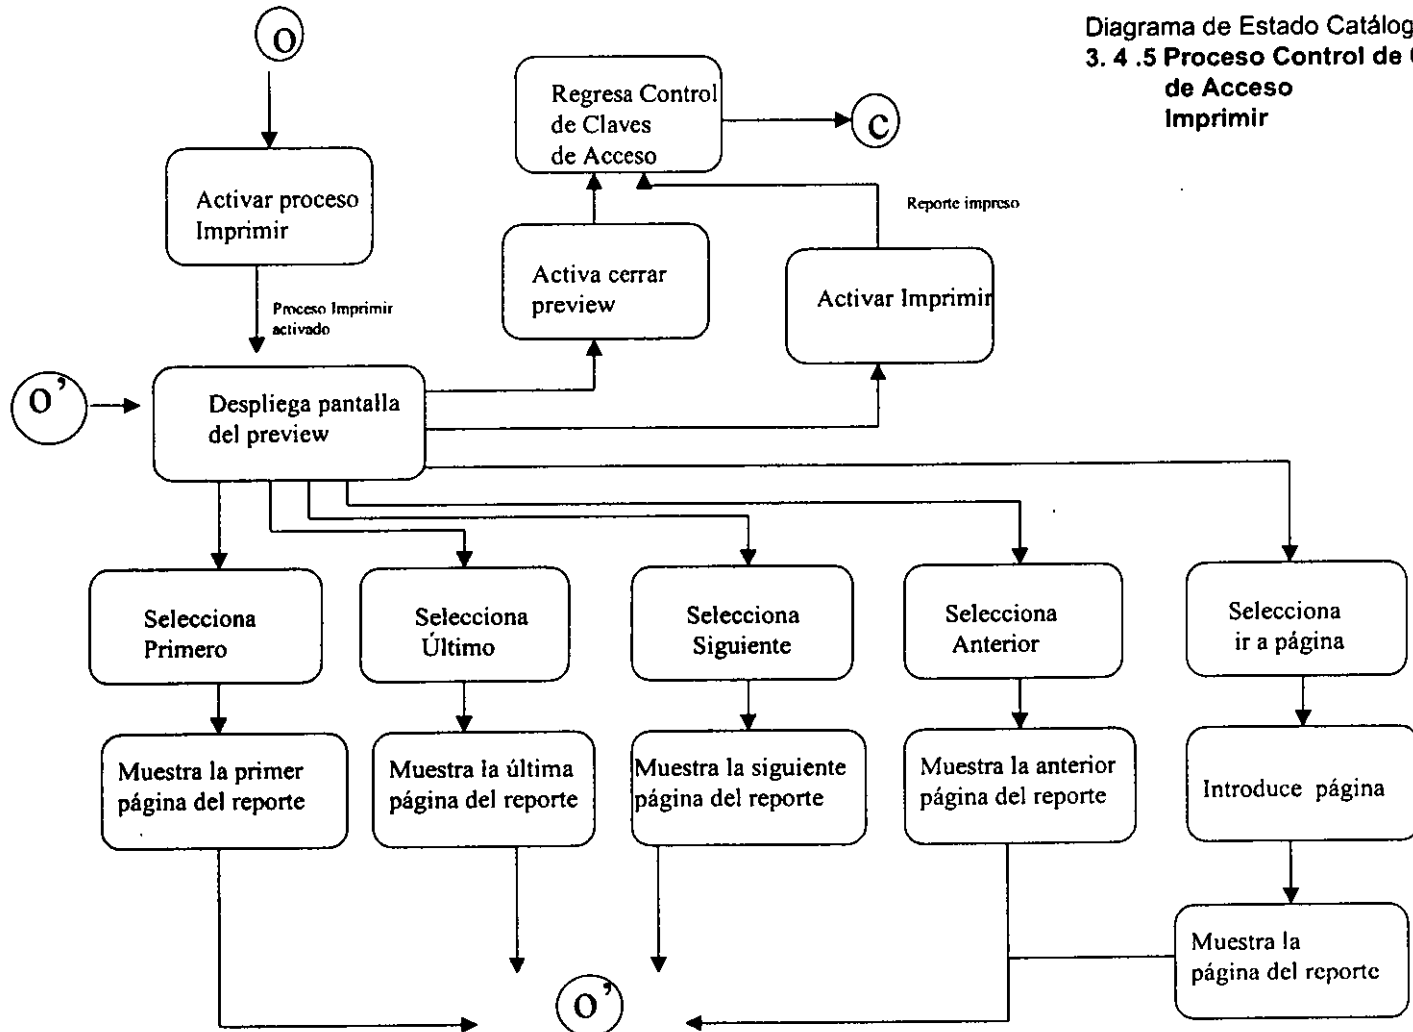 Diagrama de Estado Catálog
3. 4 .5 Proceso Control de
de Acceso
Imprimir
o
Regresa Control
de Claves
de Acceso
c
Activar proceso
Imprimir
Reporte impreso
Activa cerrar
preview
Activar Imprimir
Proceso Imprimir
activado
o'
Despliega pantalla
del preview
Selecciona
Primero
Selecciona
Último
Selecciona
Siguiente
Selecciona
Anterior
Selecciona
ir a página
Muestra la primer
página del reporte
Muestra la última
página del reporte
Muestra la siguiente
página del reporte
Muestra la anterior
página del reporte
Introduce página
Muestra la
página del reporte
o'